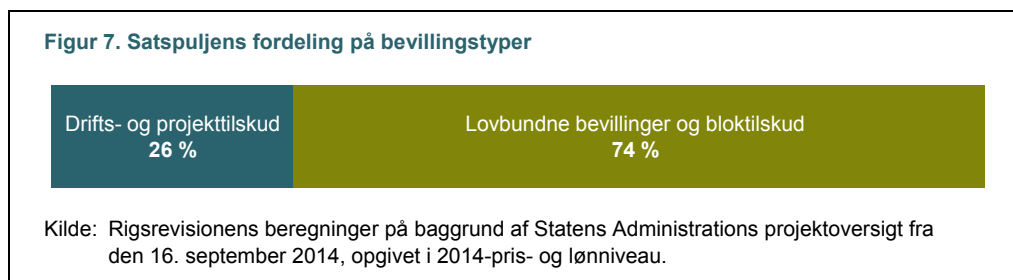 Figur 7. Satspuljens fordeling på bevillingstyper
Drifts- og projekttilskud
26 %
Lovbundne bevillinger og bloktilskud
74 %
Kilde: Rigsrevisionens beregninger på baggrund af Statens Administrations projektoversigt fra
den 16. september 2014, opgivet i 2014-pris- og lønniveau.